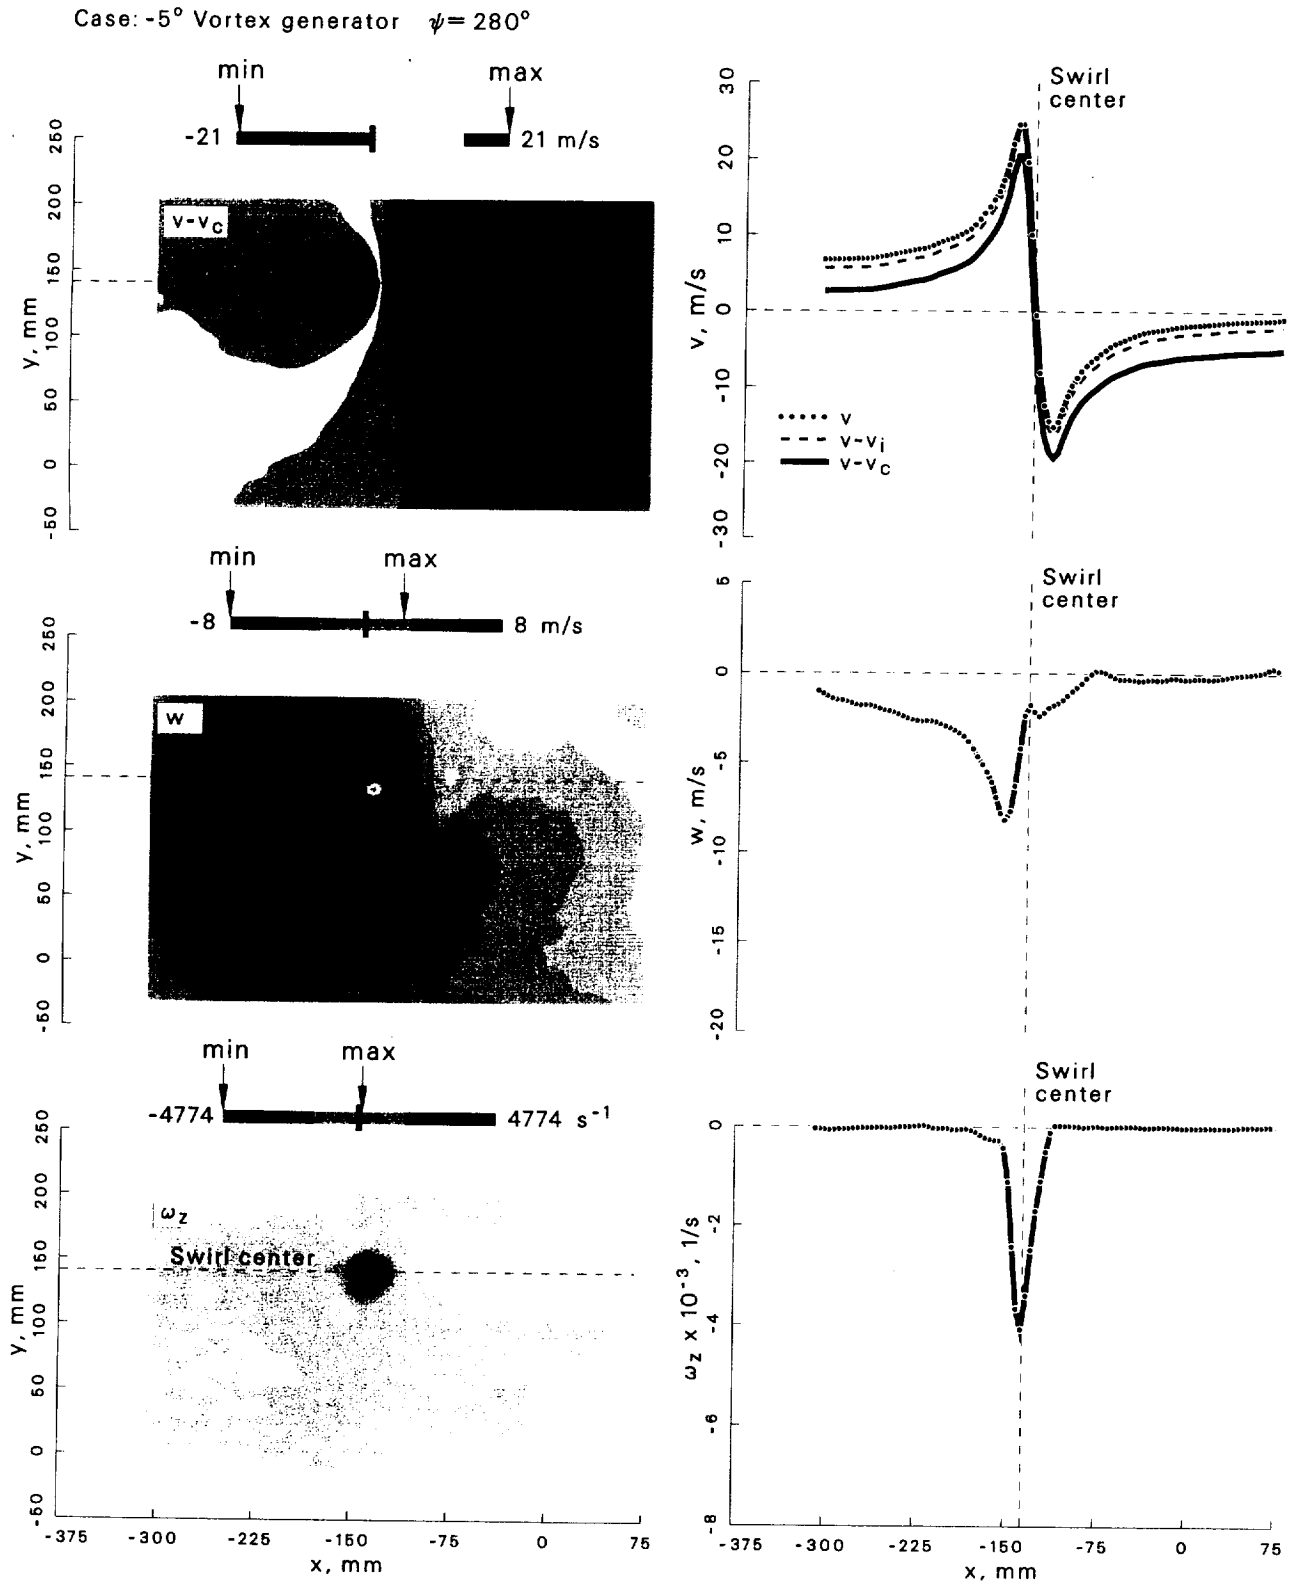 Case: -5° Vortex generator ψ = 280°
min
max
-21
21 m/s
250
200
150
100
50
0
-50
y, mm
v-v_c
Swirl
center
30
20
10
0
-10
-20
-30
v, m/s
v
v-v_i
v-v_c
min
max
-8
8 m/s
250
200
150
100
50
0
-50
y, mm
w
Swirl
center
5
0
-5
-10
-15
-20
w, m/s
min
max
-4774
4774 s⁻¹
250
200
150
100
50
0
-50
y, mm
ω_z
Swirl center
-375 -300 -225 -150 -75 0 75
x, mm
Swirl
center
0
-2
-4
-6
-8
ω_z x 10⁻³, 1/s
-375 -300 -225 -150 -75 0 75
x, mm